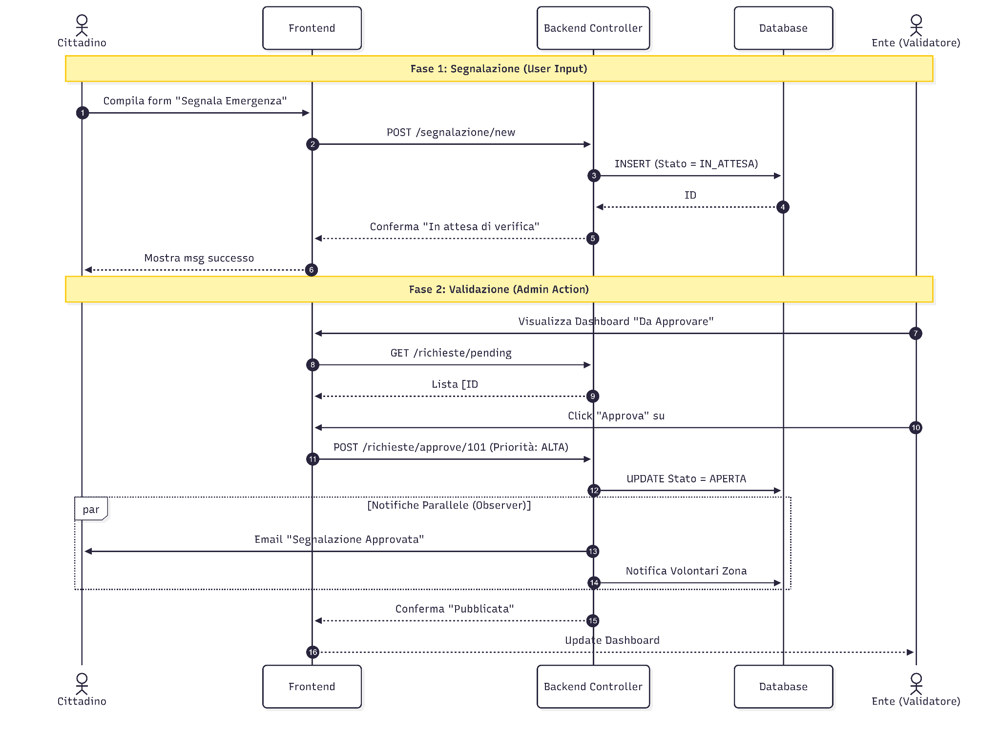 Cittadino
Frontend
Backend Controller
Database
Ente (Validatore)
Fase 1: Segnalazione (User Input)
Compila form "Segnala Emergenza"
1
POST /segnalazione/new
2
INSERT (Stato = IN_ATTESA)
3
ID
4
Conferma "In attesa di verifica"
5
Mostra msg successo
6
Fase 2: Validazione (Admin Action)
Visualizza Dashboard "Da Approvare"
7
GET /richieste/pending
8
Lista [ID
9
Click "Approva" su
10
POST /richieste/approve/101 (Priorità: ALTA)
11
UPDATE Stato = APERTA
12
par
[Notifiche Parallele (Observer)]
Email "Segnalazione Approvata"
13
Notifica Volontari Zona
14
Conferma "Pubblicata"
15
Update Dashboard
16
Cittadino
Frontend
Backend Controller
Database
Ente (Validatore)